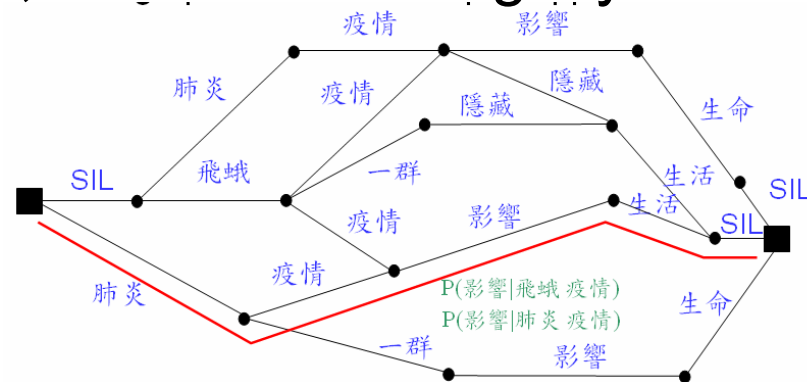 疫情
影響
肺炎
疫情
隱藏
隱藏
生命
SIL
飛蛾
一群
生活
SIL
疫情
影響
生活
SIL
肺炎
疫情
P(影響|飛蛾 疫情)
P(影響|肺炎 疫情)
生命
一群
影響